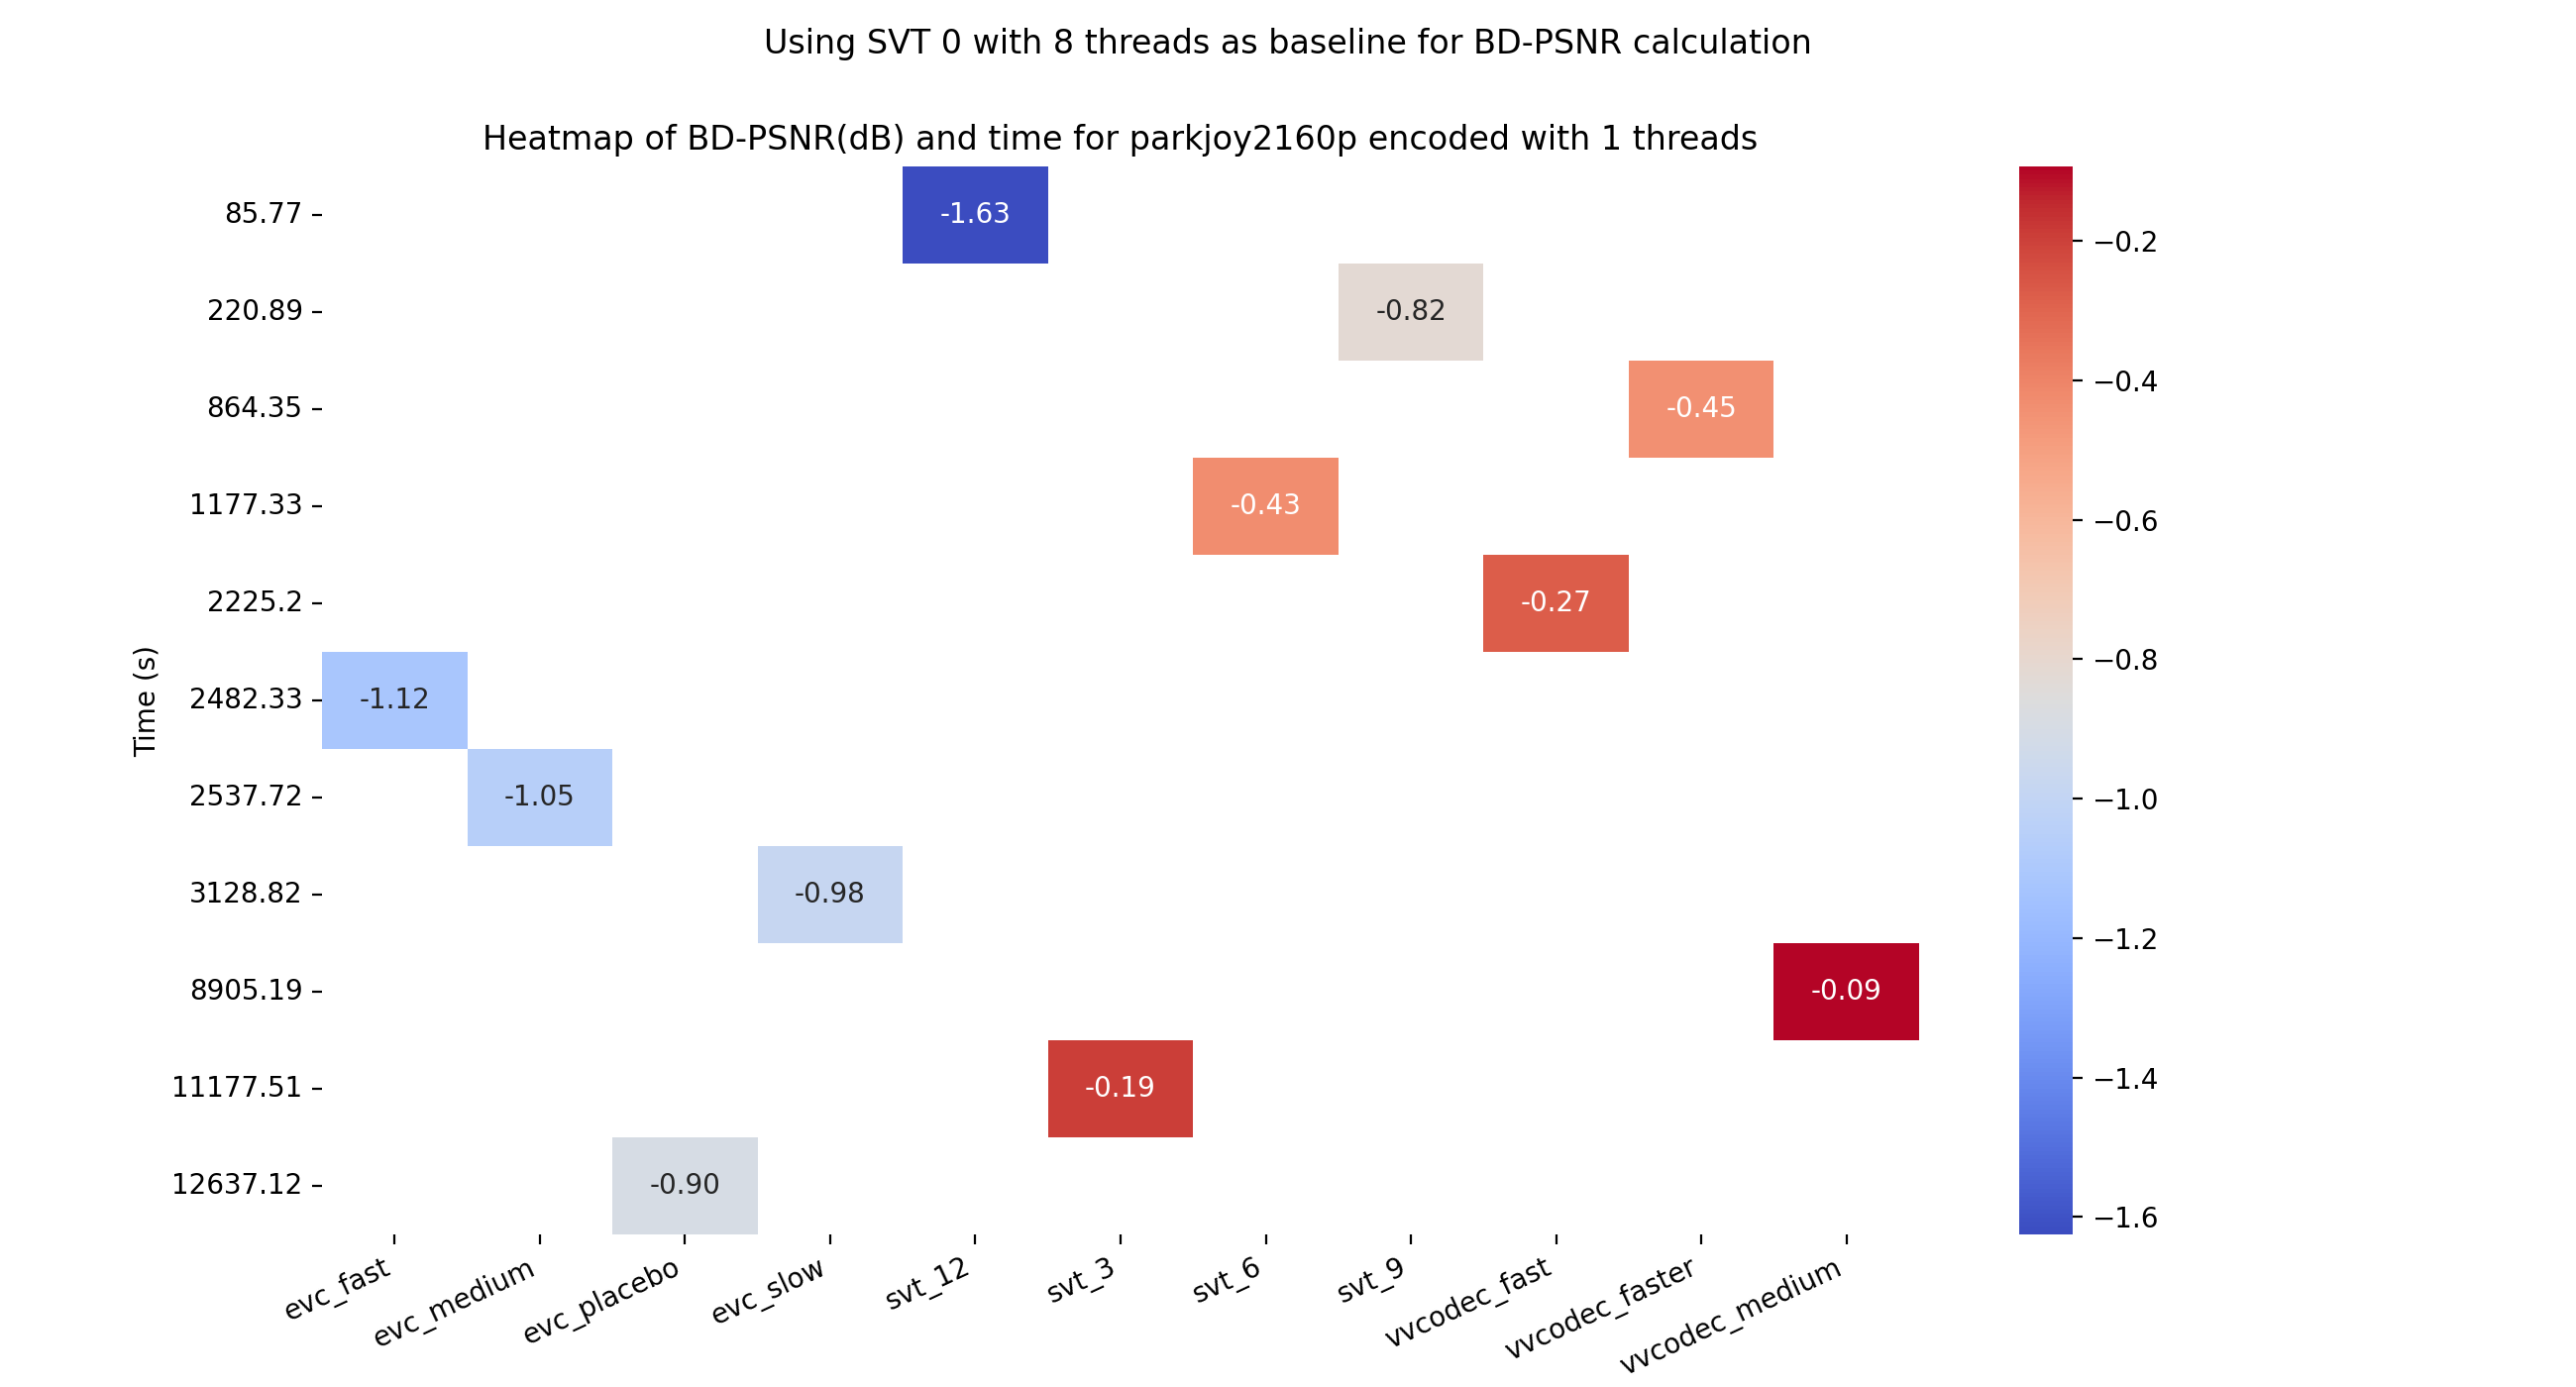 Using SVT 0 with 8 threads as baseline for BD-PSNR calculation
Heatmap of BD-PSNR(dB) and time for parkjoy2160p encoded with 1 threads
Time (s)
85.77
-1.63
220.89
-0.82
864.35
-0.45
1177.33
-0.43
2225.2
-0.27
2482.33
-1.12
2537.72
-1.05
3128.82
-0.98
8905.19
-0.09
11177.51
-0.19
12637.12
-0.90
evc_fast
evc_medium
evc_placebo
evc_slow
svt_12
svt_3
svt_6
svt_9
vvcodec_fast
vvcodec_faster
vvcodec_medium
−0.2
−0.4
−0.6
−0.8
−1.0
−1.2
−1.4
−1.6